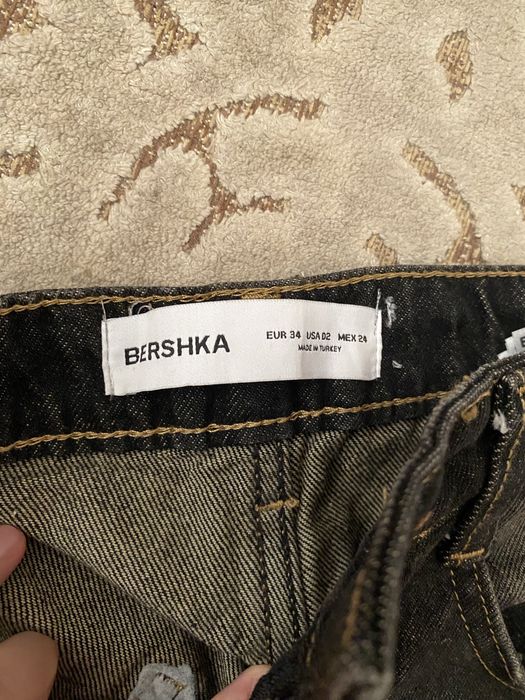 BERSHKA
EUR 34 USA 02 MEX 24
MADE IN TURKEY